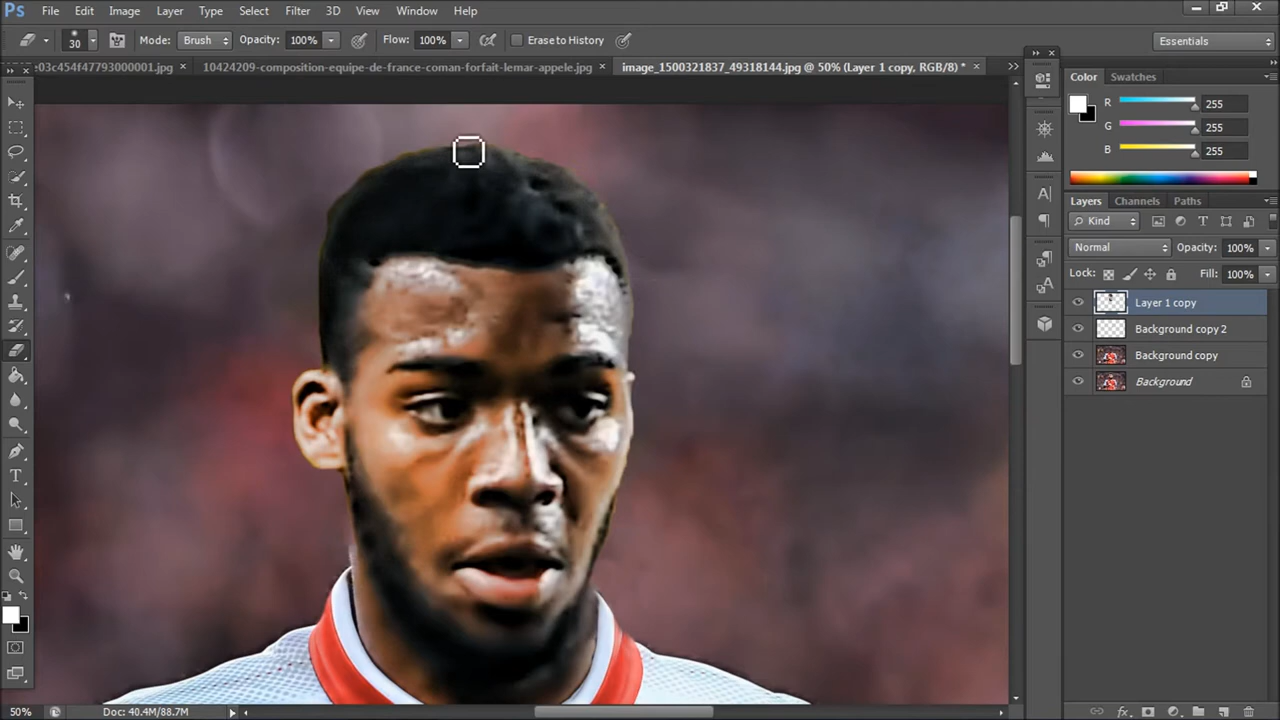 Ps File Edit Image Layer Type Select Filter 3D View Window Help
30 Mode: Brush Opacity: 100% Flow: 100% Erase to History Essentials
e03c454f47793000001.jpg × 10424209-composition-equipe-de-france-coman-forfait-lemar-appele.jpg × image_1500321837_49318144.jpg @ 50% (Layer 1 copy, RGB/8) * ×
Color Swatches
R 255
G 255
B 255
Layers Channels Paths
Kind
Normal Opacity: 100%
Lock: Fill: 100%
Layer 1 copy
Background copy 2
Background copy
Background
50% Doc: 40.4M/88.7M